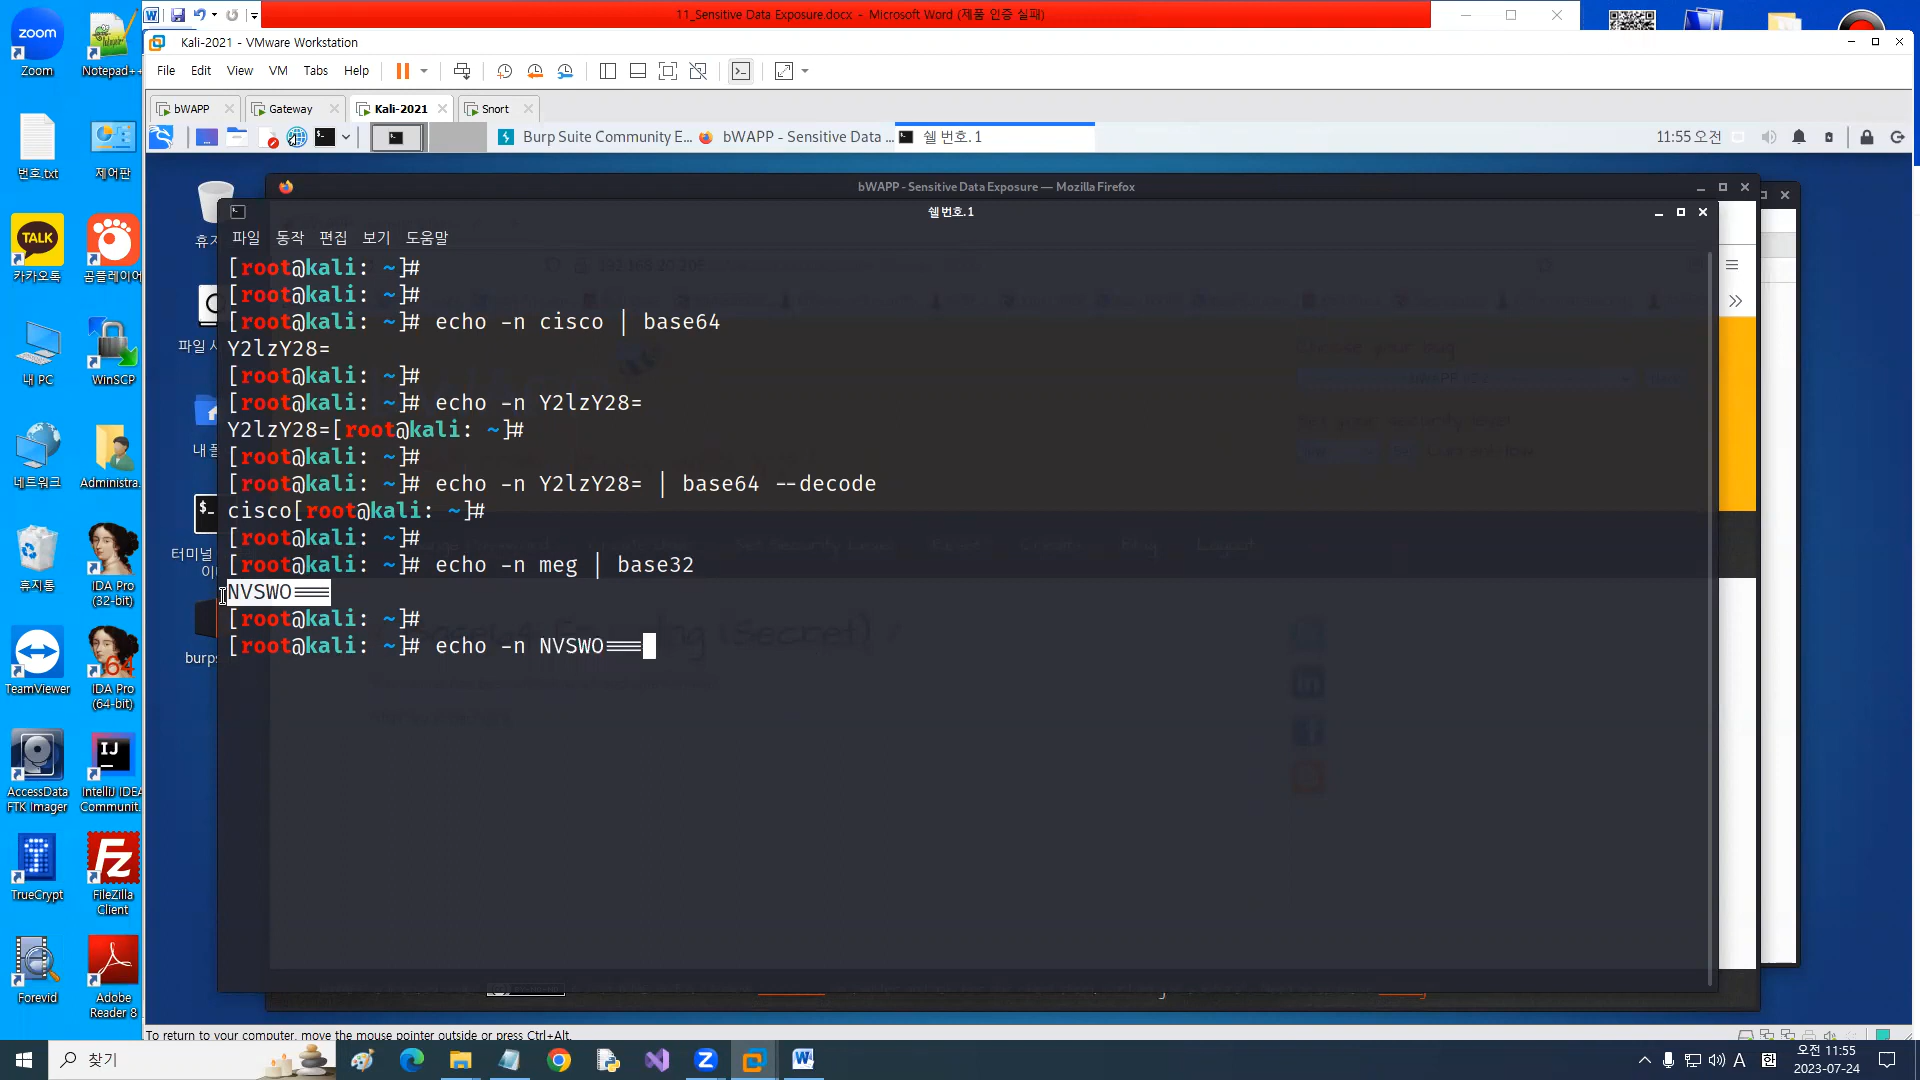 11_Sensitive Data Exposure.docx - Microsoft Word (제품 인증 실패)
Kali-2021 - VMware Workstation
File Edit View VM Tabs Help
bWAPP Gateway Kali-2021 Snort
Burp Suite Community E... bWAPP - Sensitive Data ... 쉘 번호. 1 11:55 오전
bWAPP - Sensitive Data Exposure — Mozilla Firefox
쉘 번호. 1
파일 동작 편집 보기 도움말
[root@kali: ~]#
[root@kali: ~]#
[root@kali: ~]# echo -n cisco | base64
Y2lzY28=
[root@kali: ~]#
[root@kali: ~]# echo -n Y2lzY28=
Y2lzY28=[root@kali: ~]#
[root@kali: ~]#
[root@kali: ~]# echo -n Y2lzY28= | base64 --decode
cisco[root@kali: ~]#
[root@kali: ~]#
[root@kali: ~]# echo -n meg | base32
NVSWO===
[root@kali: ~]#
[root@kali: ~]# echo -n NVSWO===
To return to your computer, move the mouse pointer outside or press Ctrl+Alt.
zoom
Zoom
Notepad++
번호.txt
제어판
TALK
카카오톡
곰플레이어
내 PC
WinSCP
네트워크
Administra...
휴지통
IDA Pro
(32-bit)
TeamViewer
64
IDA Pro
(64-bit)
AccessData
FTK Imager
IJ
IntelliJ IDEA
Communit...
TrueCrypt
FileZilla
Client
Forevid
Adobe
Reader 8
찾기
A
오전 11:55
2023-07-24